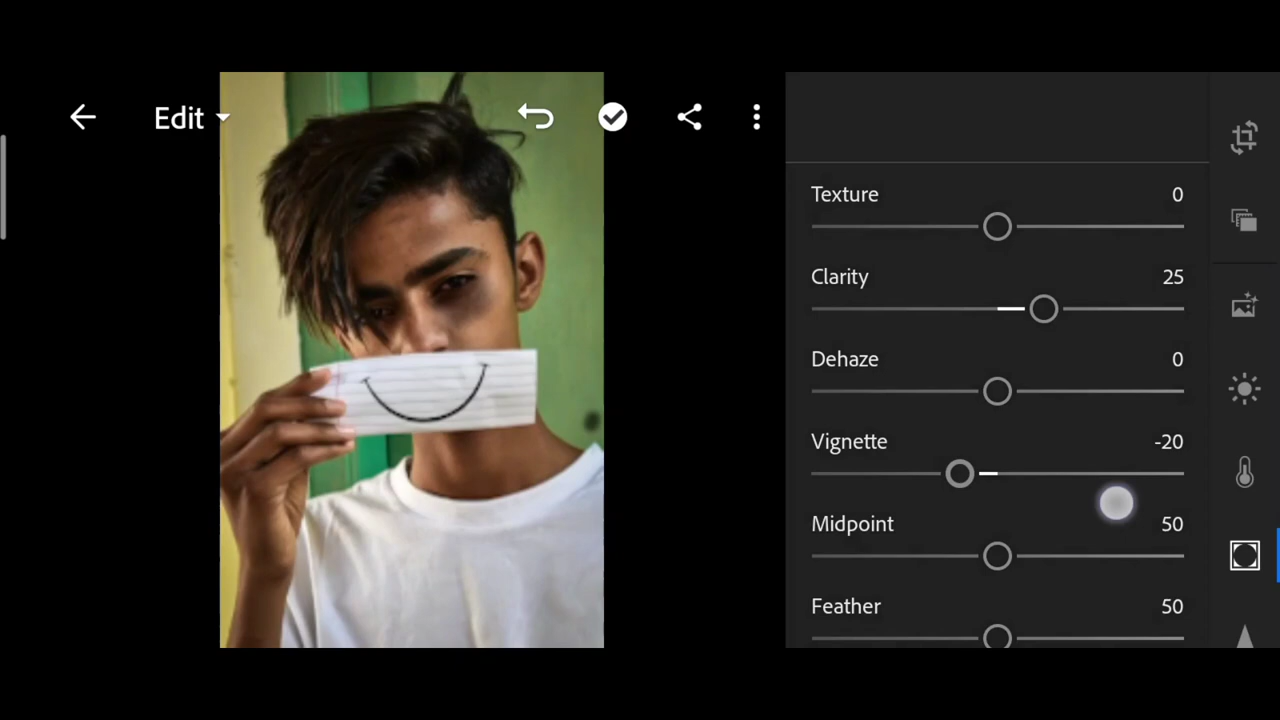 Edit
Texture 0
Clarity 25
Dehaze 0
Vignette -20
Midpoint 50
Feather 50